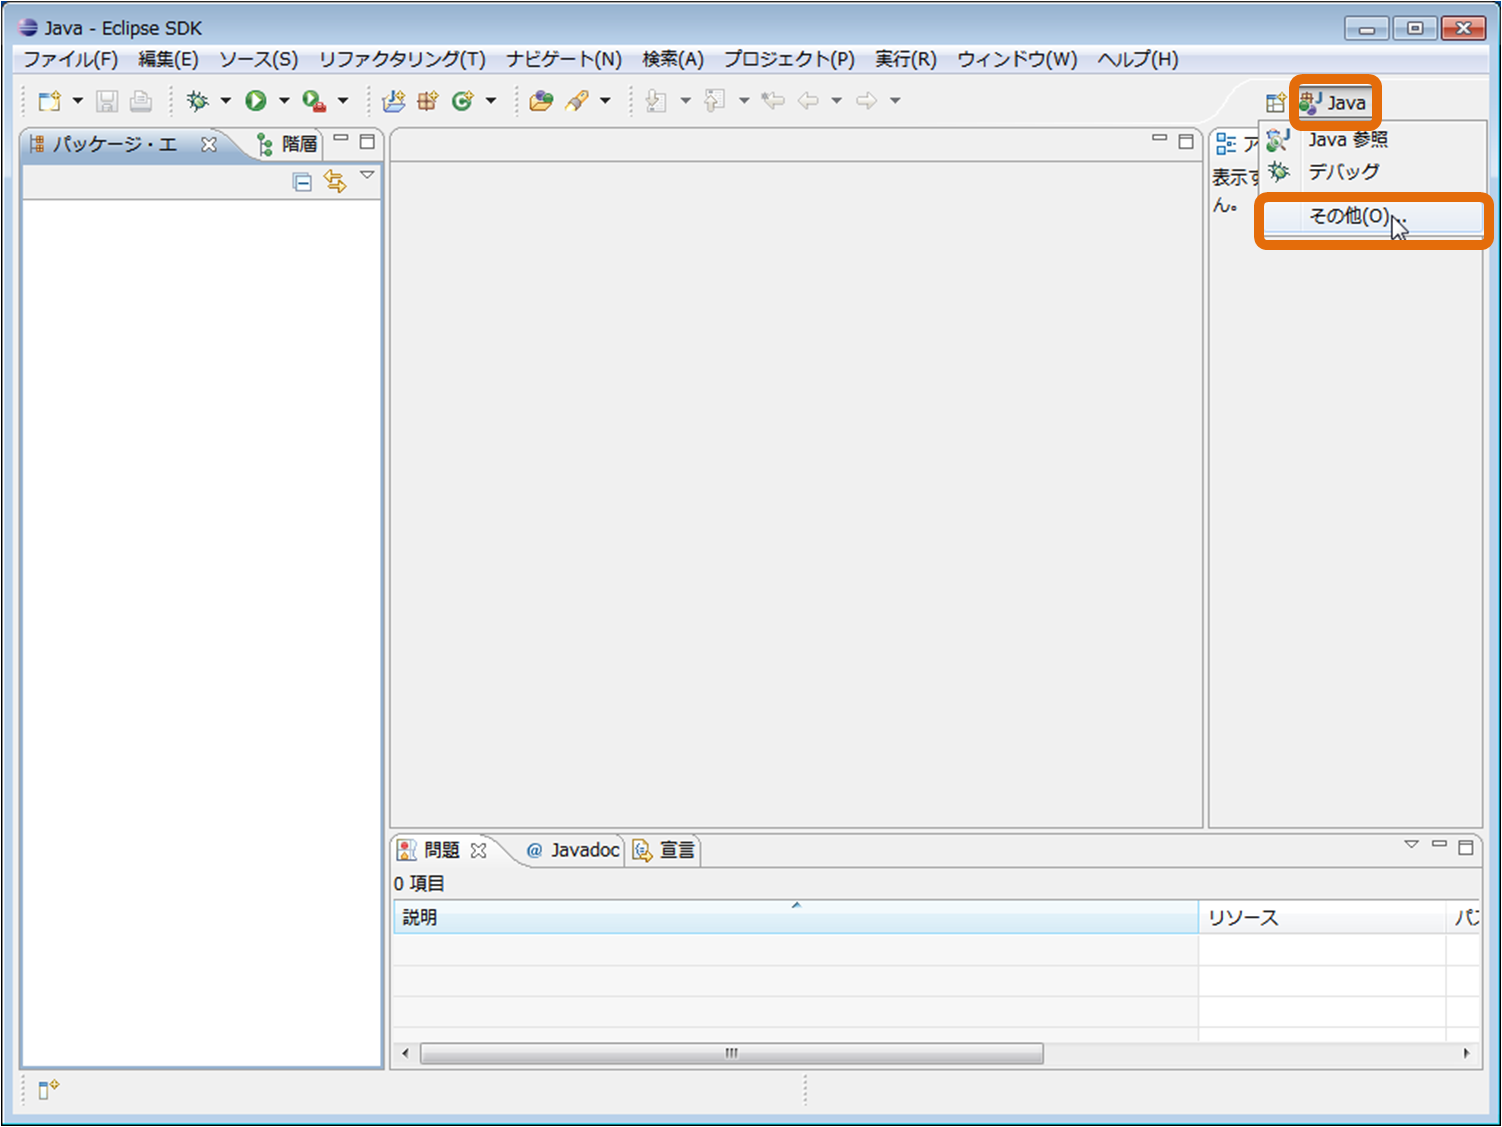 Java - Eclipse SDK
ファイル(F) 編集(E) ソース(S) リファクタリング(T) ナビゲート(N) 検索(A) プロジェクト(P) 実行(R) ウィンドウ(W) ヘルプ(H)
Java
パッケージ・エ 階層
ア
Java 参照
表示す
デバッグ
ん。
その他(O)...
問題 @ Javadoc 宣言
0 項目
説明 リソース